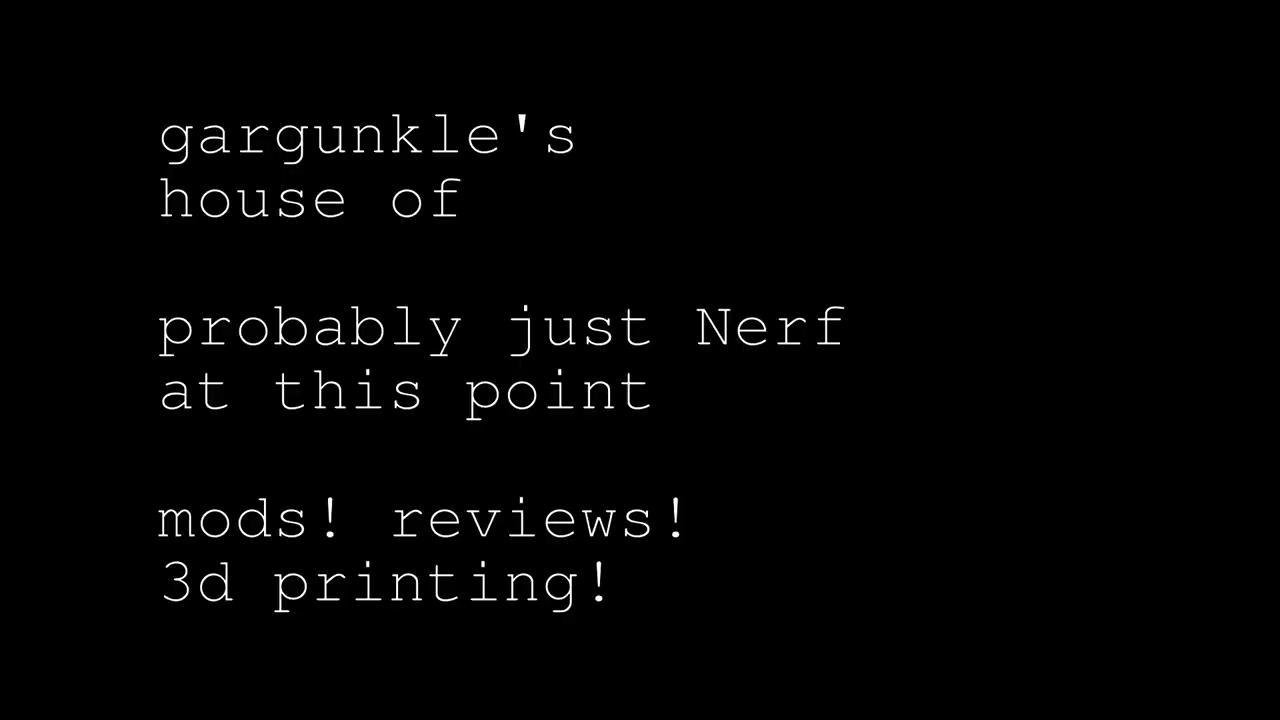 gargunkle's
house of
probably just Nerf
at this point
mods! reviews!
3d printing!